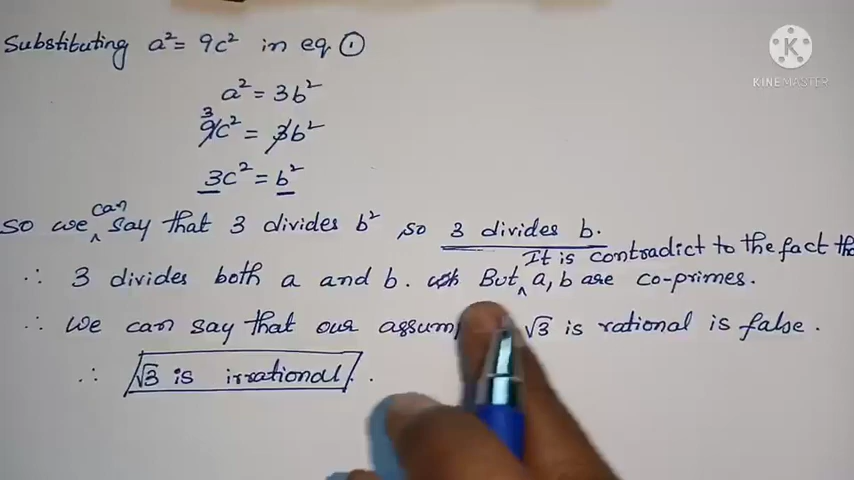 Substituting a² = 9c² in eq ①
KINEMASTER
a² = 3b²
3
9c² = 3b²
3c² = b²
So we can say that 3 divides b², so 3 divides b.
It is contradict to the fact tha
∴ 3 divides both a and b. But, a, b are co-primes.
∴ We can say that our assum √3 is rational is false.
∴ √3 is irrational.